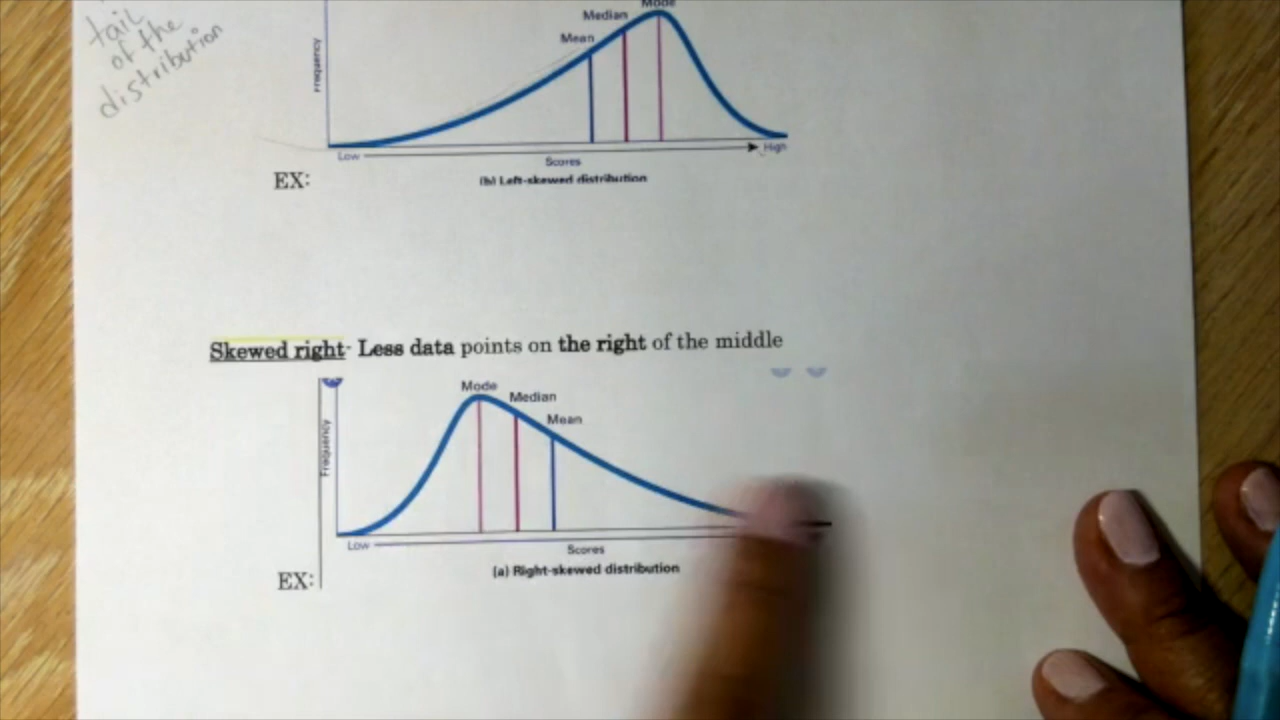 tail
of the
distribution
Mode
Median
Mean
Frequency
Low
High
Scores
EX:
(b) Left-skewed distribution
Skewed right- Less data points on the right of the middle
Mode
Median
Mean
Frequency
Low
Scores
(a) Right-skewed distribution
EX: